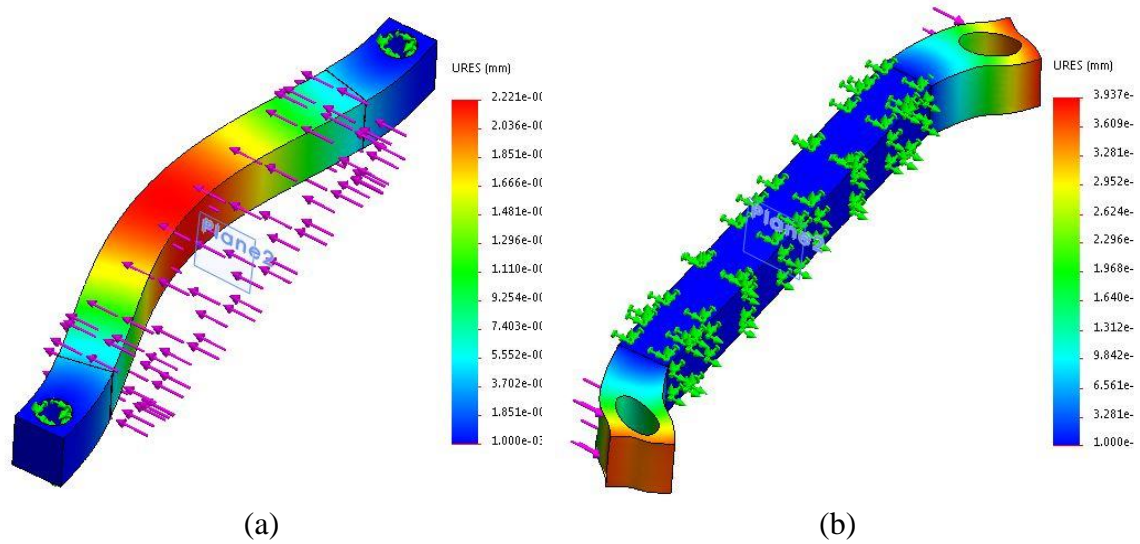 URES (mm)
2.221e-00
2.036e-00
1.851e-00
1.666e-00
1.481e-00
1.296e-00
1.110e-00
9.254e-00
7.403e-00
5.552e-00
3.702e-00
1.851e-00
1.000e-03
Plane2
(a)
URES (mm)
3.937e-
3.609e-
3.281e-
2.952e-
2.624e-
2.296e-
1.968e-
1.640e-
1.312e-
9.842e-
6.561e-
3.281e-
1.000e-
Plane2
(b)